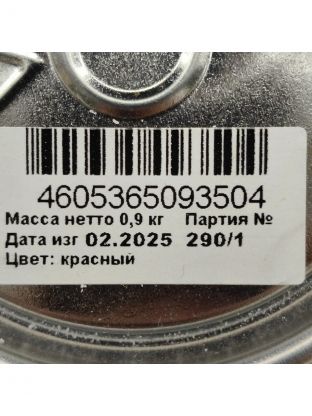 4605365093504
Масса нетто 0,9 кг Партия №
Дата изг 02.2025 290/1
Цвет: красный